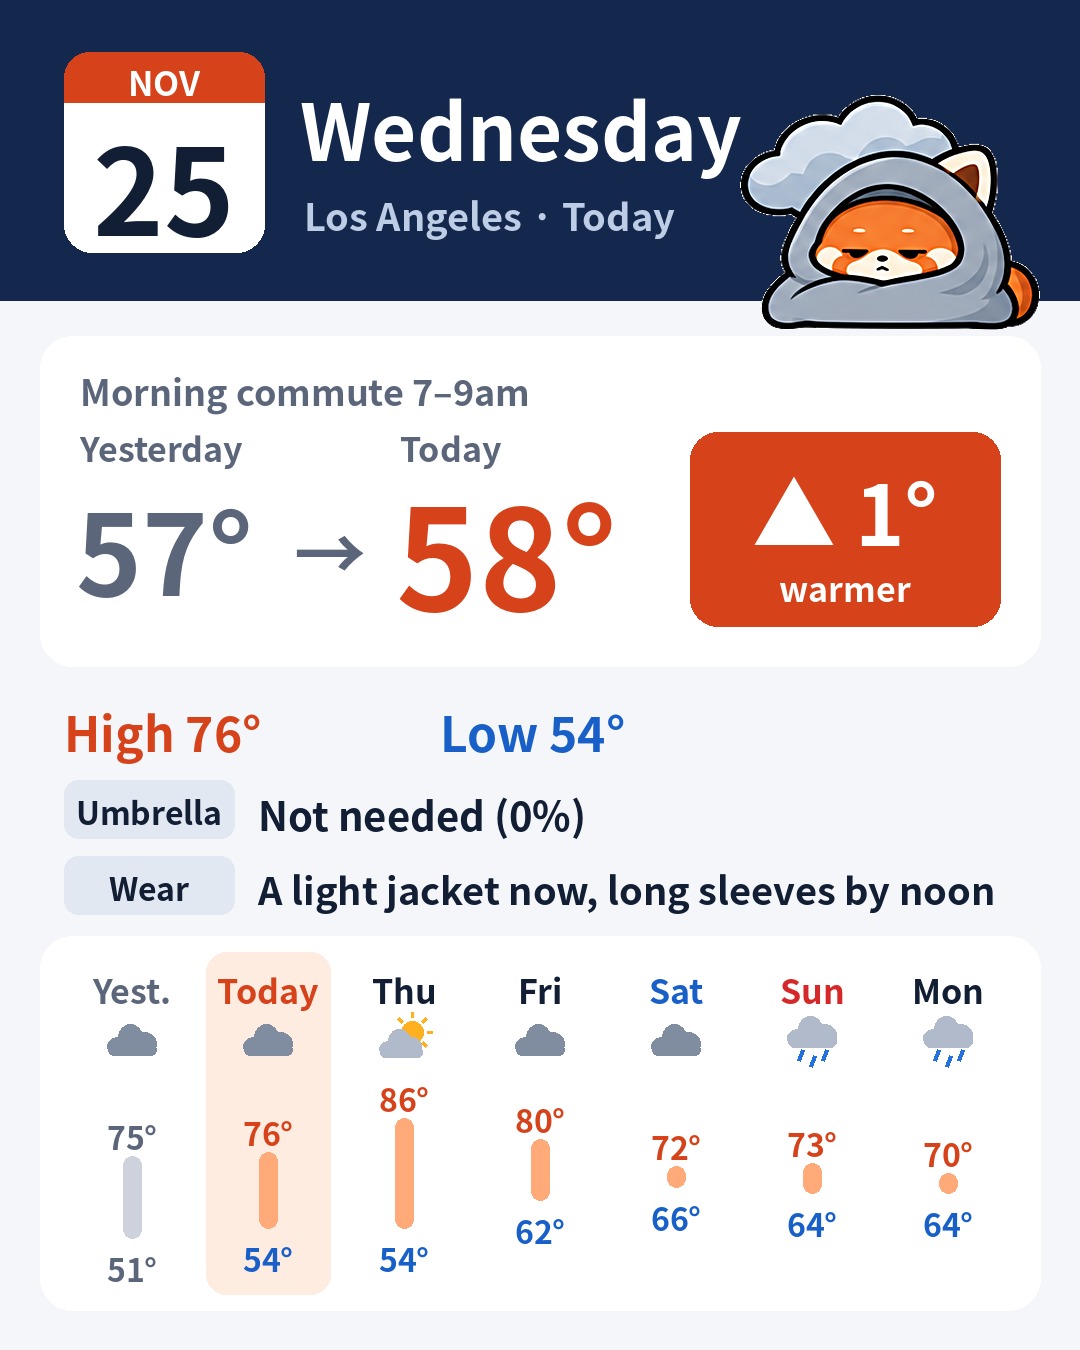 NOV
25
Wednesday
Los Angeles · Today
Morning commute 7–9am
Yesterday Today
57° → 58°
▲ 1°
warmer
High 76° Low 54°
Umbrella Not needed (0%)
Wear A light jacket now, long sleeves by noon
Yest. Today Thu Fri Sat Sun Mon
75° 76° 86° 80° 72° 73° 70°
51° 54° 54° 62° 66° 64° 64°